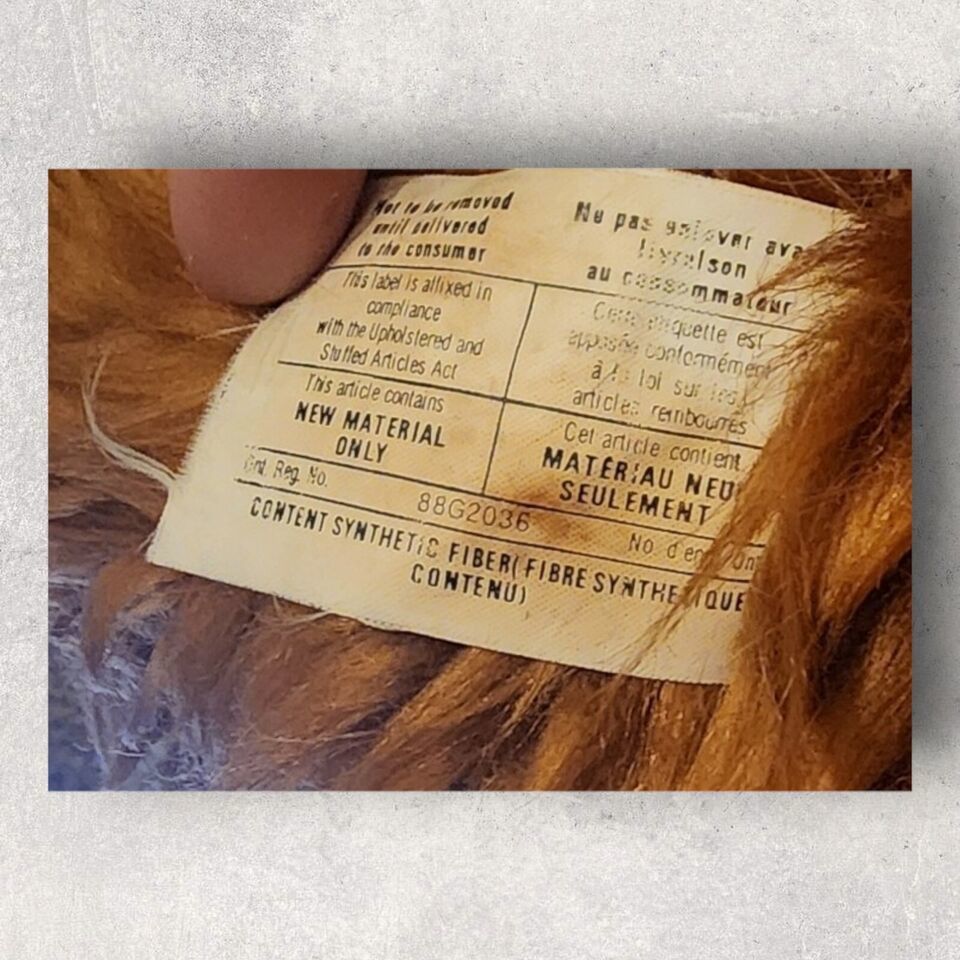 Not to be removed
until delivered
to the consumer
Ne pas enlever
livraison
au consommateur
This label is affixed in
compliance
with the Upholstered and
Stuffed Articles Act
Cette étiquette est
apposée conformément
à la loi sur les
articles rembourrés
This article contains
NEW MATERIAL
ONLY
Cet article contient
MATÉRIAU NEUF
SEULEMENT
Ont. Reg. No.
88G2036
No.
CONTENT SYNTHETIC FIBER(FIBRE SYNTHETIQUE
CONTENU)